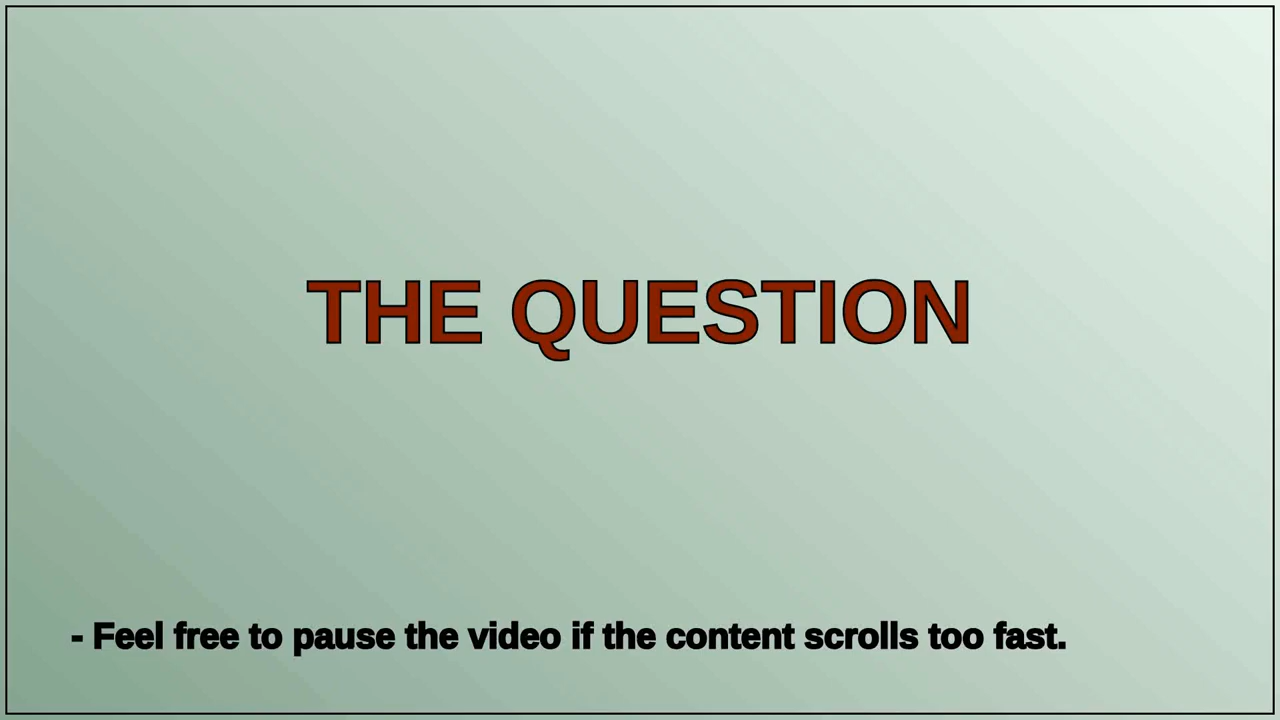 THE QUESTION
- Feel free to pause the video if the content scrolls too fast.